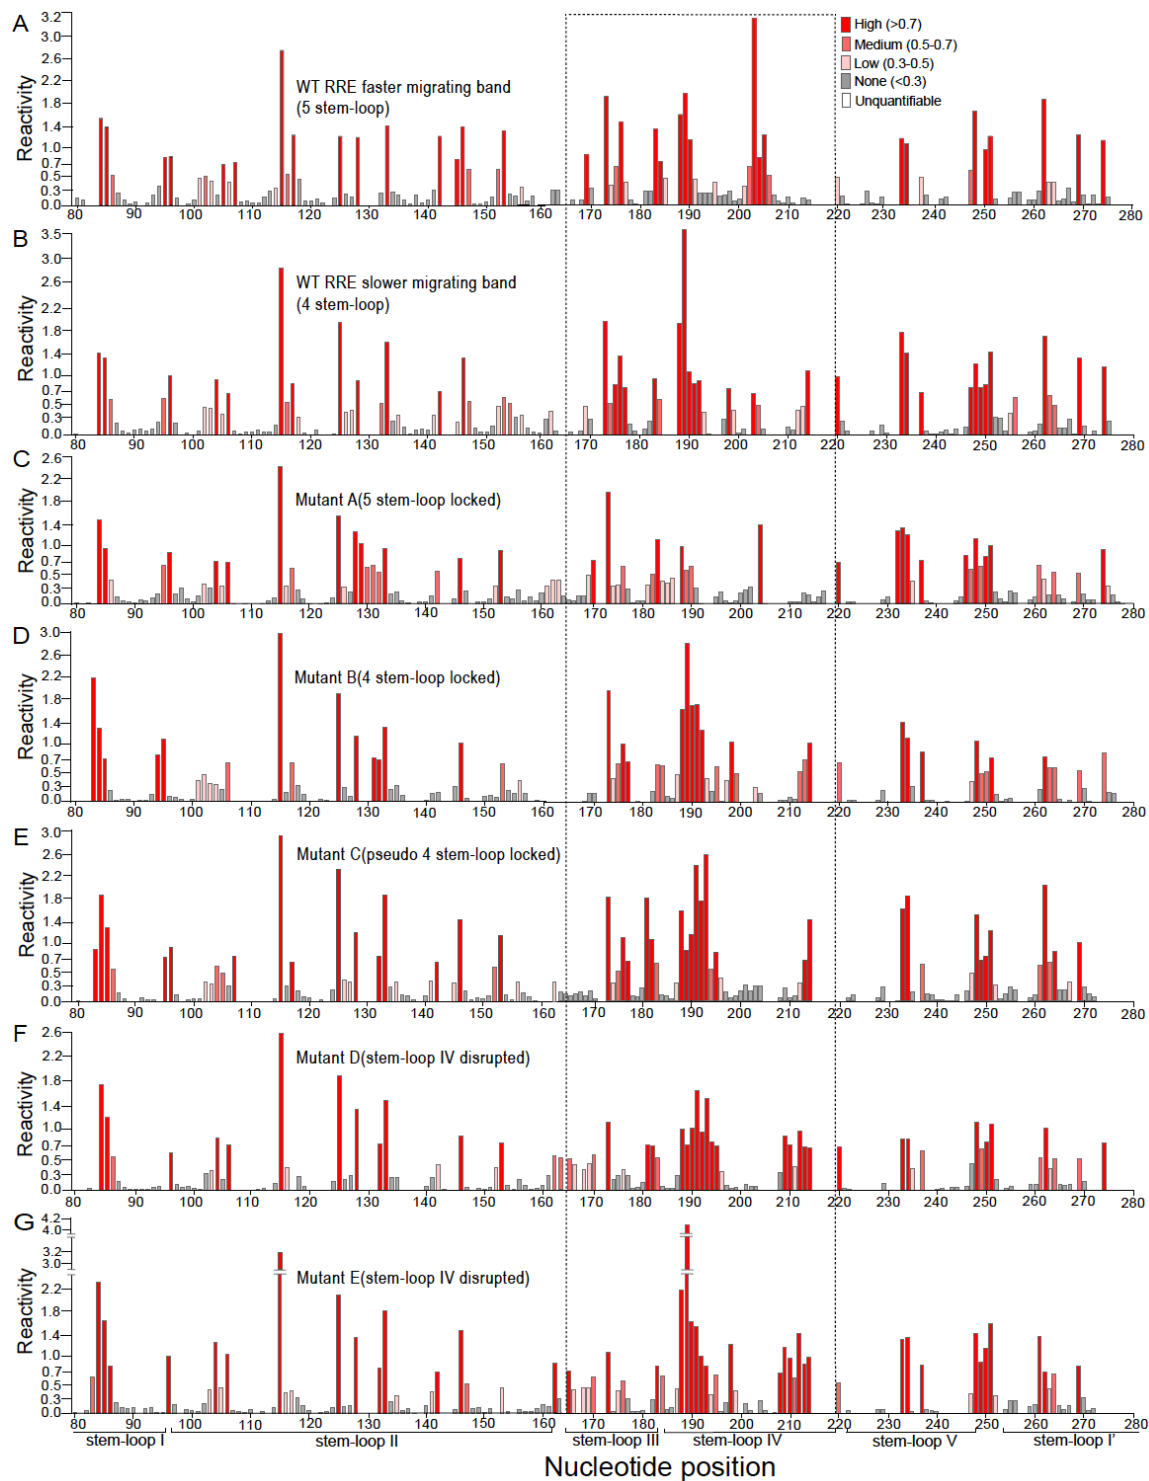 A
3.2
3.0
2.6
2.2
1.8
1.4
1.0
0.7
0.5
0.3
0.0
Reactivity
WT RRE faster migrating band
(5 stem-loop)
High (>0.7)
Medium (0.5-0.7)
Low (0.3-0.5)
None (<0.3)
Unquantifiable
80 90 100 110 120 130 140 150 160 170 180 190 200 210 220 230 240 250 260 270 280
B
3.5
3.0
2.6
2.2
1.8
1.4
1.0
0.7
0.5
0.3
0.0
Reactivity
WT RRE slower migrating band
(4 stem-loop)
80 90 100 110 120 130 140 150 160 170 180 190 200 210 220 230 240 250 260 270 280
C
2.6
2.2
1.8
1.4
1.0
0.7
0.5
0.3
0.0
Reactivity
Mutant A(5 stem-loop locked)
80 90 100 110 120 130 140 150 160 170 180 190 200 210 220 230 240 250 260 270 280
D
3.0
2.6
2.2
1.8
1.4
1.0
0.7
0.5
0.3
0.0
Reactivity
Mutant B(4 stem-loop locked)
80 90 100 110 120 130 140 150 160 170 180 190 200 210 220 230 240 250 260 270 280
E
3.0
2.6
2.2
1.8
1.4
1.0
0.7
0.5
0.3
0.0
Reactivity
Mutant C(pseudo 4 stem-loop locked)
80 90 100 110 120 130 140 150 160 170 180 190 200 210 220 230 240 250 260 270 280
F
2.6
2.2
1.8
1.4
1.0
0.7
0.5
0.3
0.0
Reactivity
Mutant D(stem-loop IV disrupted)
80 90 100 110 120 130 140 150 160 170 180 190 200 210 220 230 240 250 260 270 280
G
4.2
4.0
3.2
3.0
2.2
1.8
1.4
1.0
0.7
0.5
0.3
0.0
Reactivity
Mutant E(stem-loop IV disrupted)
80 90 100 110 120 130 140 150 160 170 180 190 200 210 220 230 240 250 260 270 280
stem-loop I stem-loop II stem-loop III stem-loop IV stem-loop V stem-loop I'
Nucleotide position